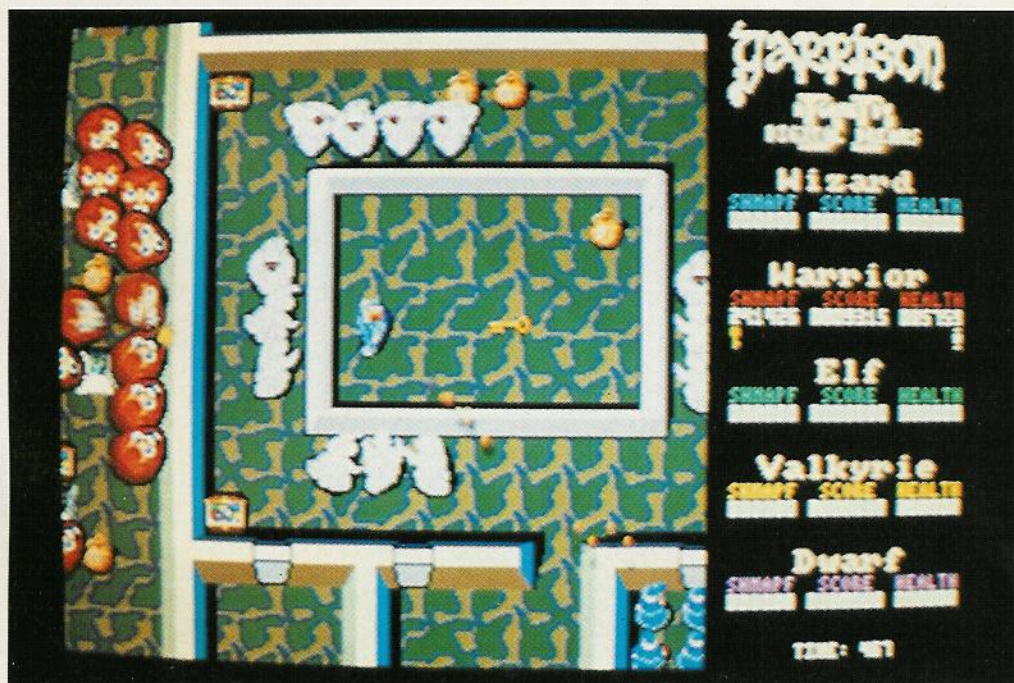 garrison
Wizard
SHNAPF SCORE HEALTH
Warrior
SHNAPF SCORE HEALTH
Elf
SHNAPF SCORE HEALTH
Valkyrie
SHNAPF SCORE HEALTH
Dwarf
SHNAPF SCORE HEALTH
TIME: